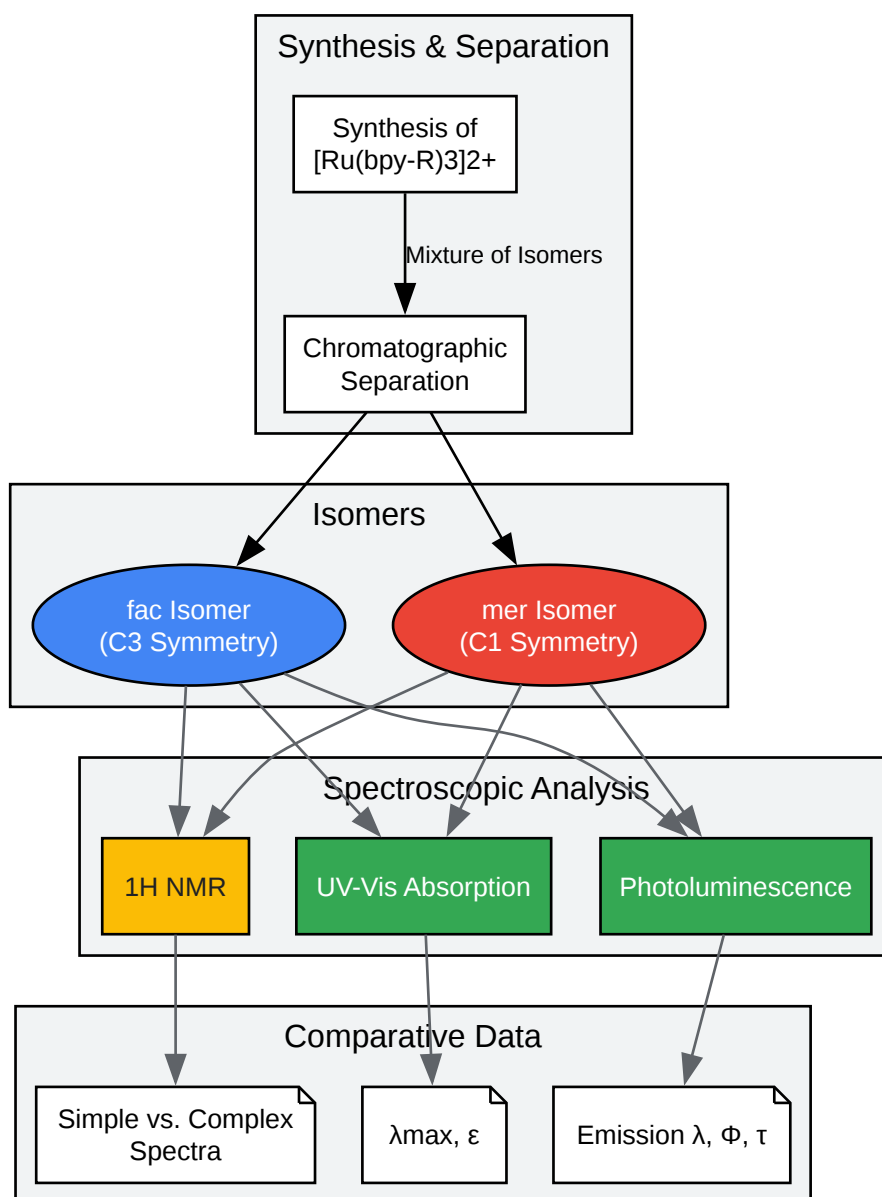 Synthesis & Separation
Synthesis of
[Ru(bpy-R)3]2+
Mixture of Isomers
Chromatographic
Separation
Isomers
fac Isomer
(C3 Symmetry)
mer Isomer
(C1 Symmetry)
Spectroscopic Analysis
1H NMR
UV-Vis Absorption
Photoluminescence
Comparative Data
Simple vs. Complex
Spectra
λmax, ε
Emission λ, Φ, τ